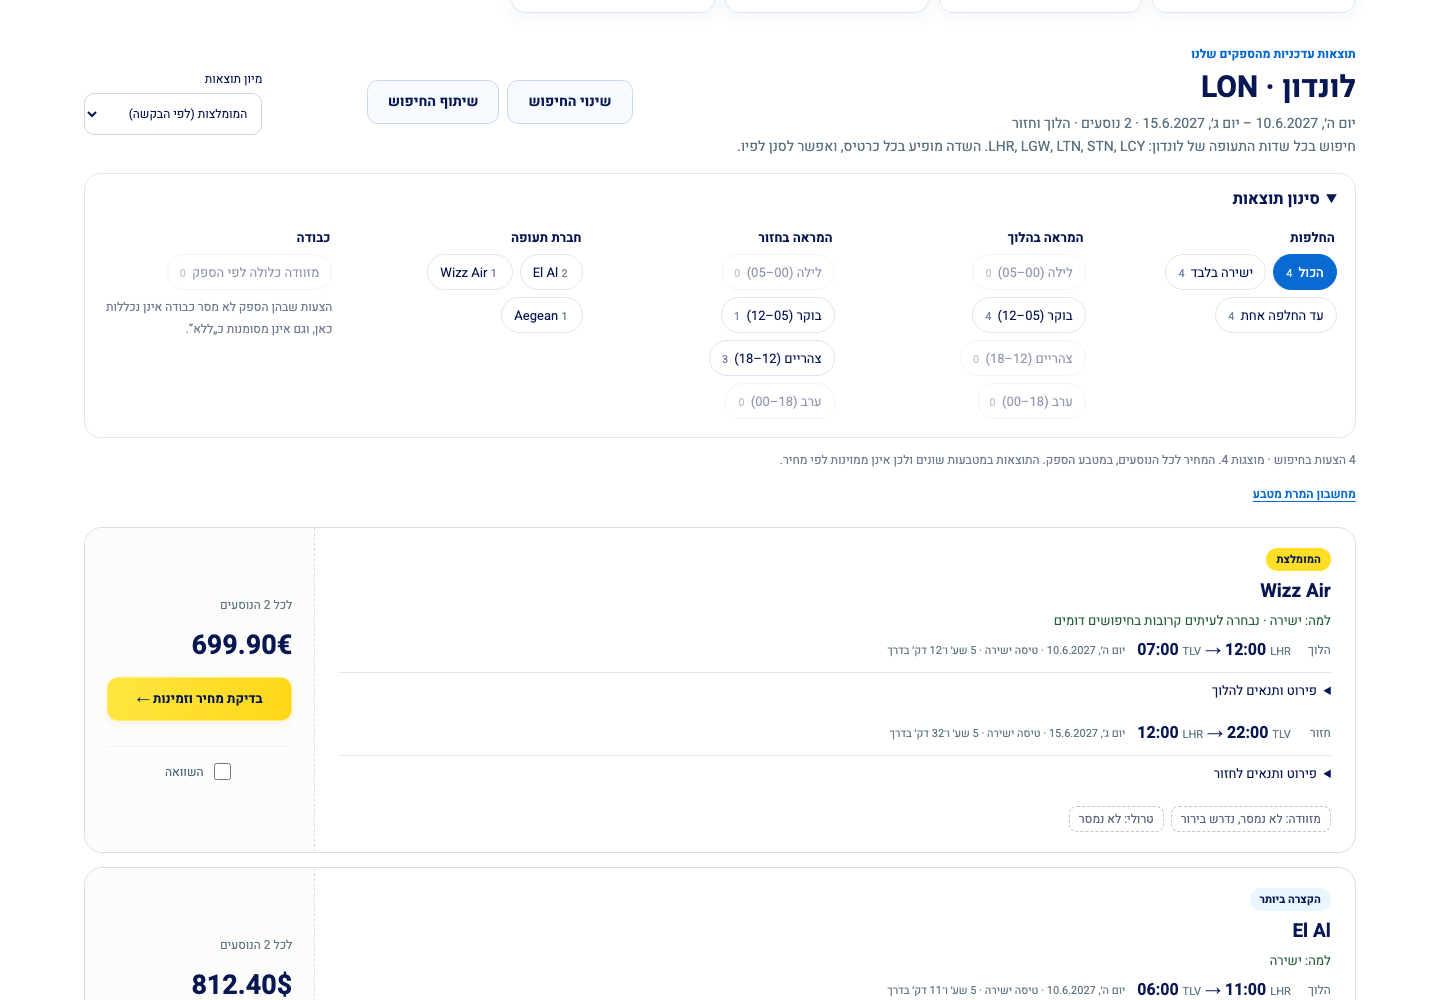 תוצאות עדכניות מהספקים שלנו
לונדון · LON
יום ה׳, 10.6.2027 – יום ג׳, 15.6.2027 · 2 נוסעים · הלוך וחזור
חיפוש בכל שדות התעופה של לונדון: LHR, LGW, LTN, STN, LCY. השדה מופיע בכל כרטיס, ואפשר לסנן לפיו.
שינוי החיפוש
שיתוף החיפוש
מיון תוצאות
המומלצות (לפי הבקשה)
▼ סינון תוצאות
החלפות
הכול 4
ישירה בלבד 4
עד החלפה אחת 4
המראה בהלוך
לילה (00–05) 0
בוקר (05–12) 4
צהריים (12–18) 0
ערב (18–00) 0
המראה בחזור
לילה (00–05) 0
בוקר (05–12) 1
צהריים (12–18) 3
ערב (18–00) 0
חברת תעופה
El Al 2
Wizz Air 1
Aegean 1
כבודה
מזוודה כלולה לפי הספק 0
הצעות שבהן הספק לא מסר כבודה אינן נכללות
כאן, וגם אינן מסומנות כ„ללא”.
4 הצעות בחיפוש · מוצגות 4. המחיר לכל הנוסעים, במטבע הספק. התוצאות במטבעות שונים ולכן אינן ממוינות לפי מחיר.
מחשבון המרת מטבע
המומלצת
Wizz Air
למה: ישירה · נבחרה לעיתים קרובות בחיפושים דומים
הלוך 07:00 TLV → 12:00 LHR יום ה׳, 10.6.2027 · טיסה ישירה · 5 שע׳ ו־12 דק׳ בדרך
◀ פירוט ותנאים להלוך
חזור 12:00 LHR → 22:00 TLV יום ג׳, 15.6.2027 · טיסה ישירה · 5 שע׳ ו־32 דק׳ בדרך
◀ פירוט ותנאים לחזור
מזוודה: לא נמסר, נדרש בירור
טרולי: לא נמסר
לכל 2 הנוסעים
699.90€
בדיקת מחיר וזמינות ←
השוואה
הקצרה ביותר
El Al
למה: ישירה
הלוך 06:00 TLV → 11:00 LHR יום ה׳, 10.6.2027 · טיסה ישירה · 5 שע׳ ו־11 דק׳ בדרך
לכל 2 הנוסעים
812.40$